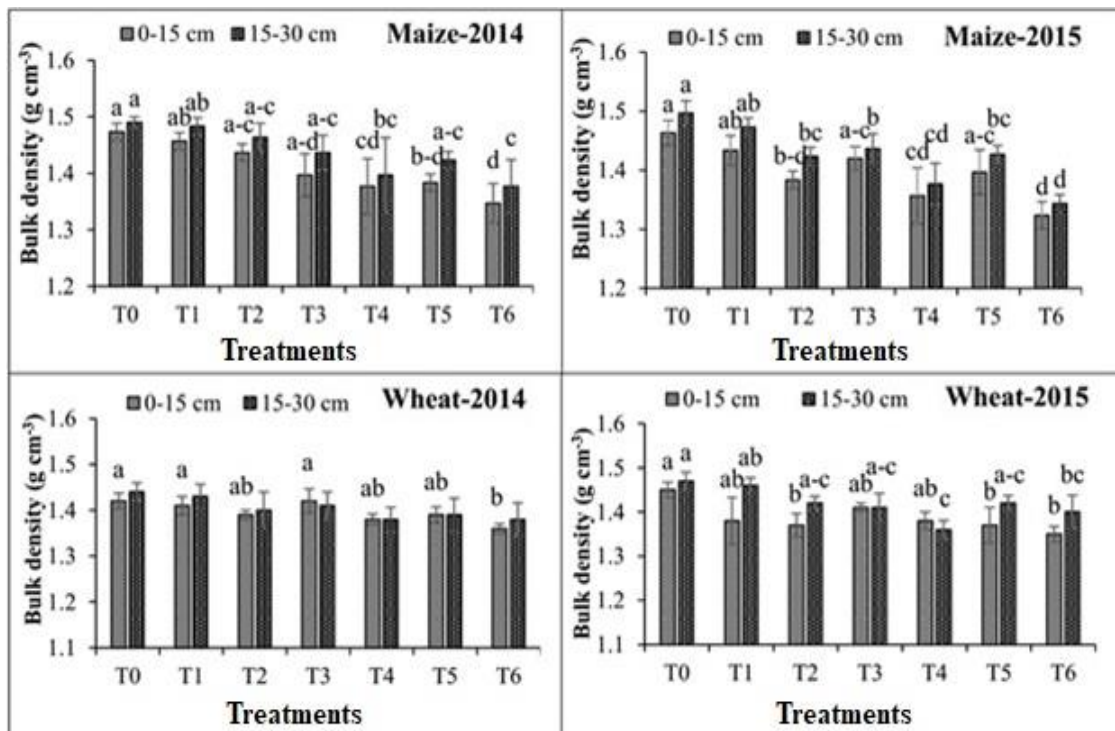 0-15 cm 15-30 cm Maize-2014
Bulk density (g cm⁻³)
1.6
1.5
1.4
1.3
1.2
a a ab ab a-c a-c a-d a-c cd bc b-d a-c d c
T0 T1 T2 T3 T4 T5 T6
Treatments
0-15 cm 15-30 cm Maize-2015
Bulk density (g cm⁻³)
1.6
1.5
1.4
1.3
1.2
a a ab ab b-d bc a-c b cd cd a-c bc d d
T0 T1 T2 T3 T4 T5 T6
Treatments
0-15 cm 15-30 cm Wheat-2014
Bulk density (g cm⁻³)
1.6
1.5
1.4
1.3
1.2
1.1
a a ab a ab ab b
T0 T1 T2 T3 T4 T5 T6
Treatments
0-15 cm 15-30 cm Wheat-2015
Bulk density (g cm⁻³)
1.6
1.5
1.4
1.3
1.2
1.1
a a ab ab b a-c ab a-c ab c b a-c b bc
T0 T1 T2 T3 T4 T5 T6
Treatments